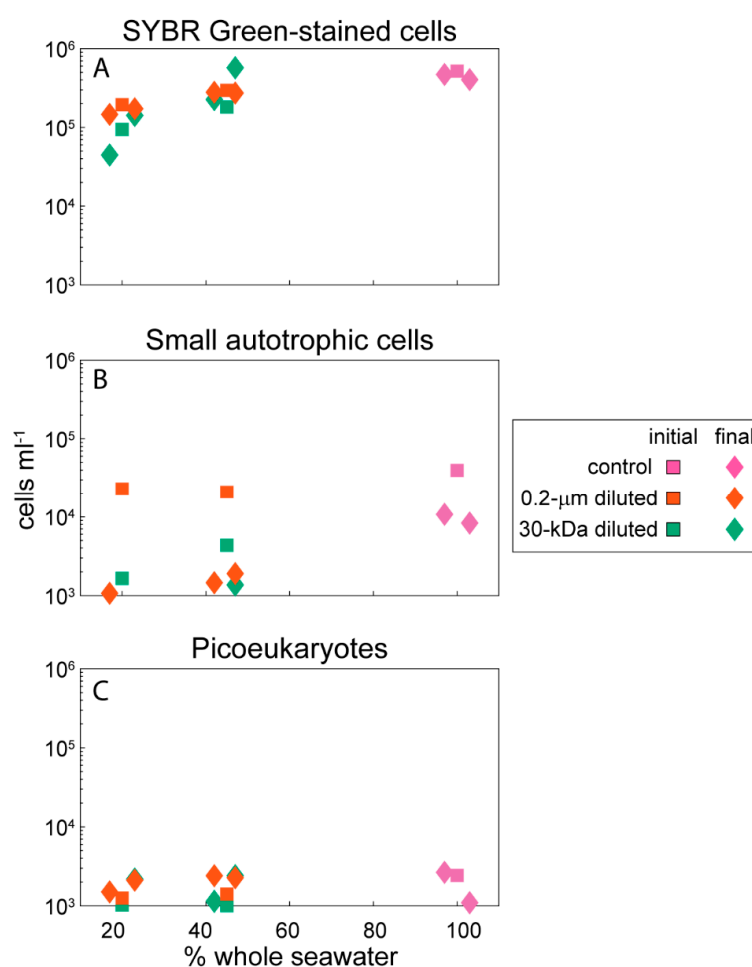 SYBR Green-stained cells
A
10⁶
10⁵
10⁴
10³
Small autotrophic cells
B
10⁶
10⁵
10⁴
10³
cells ml⁻¹
initial final
control
0.2-μm diluted
30-kDa diluted
Picoeukaryotes
C
10⁶
10⁵
10⁴
10³
20 40 60 80 100
% whole seawater